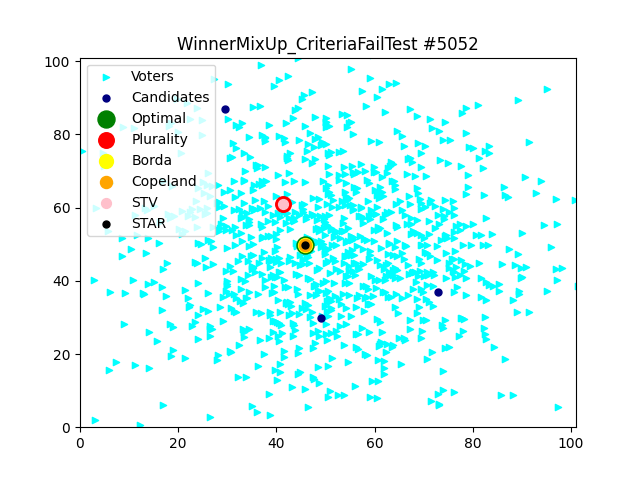 WinnerMixUp_CriteriaFailTest #5052
Voters
Candidates
Optimal
Plurality
Borda
Copeland
STV
STAR
100
80
60
40
20
0
0 20 40 60 80 100